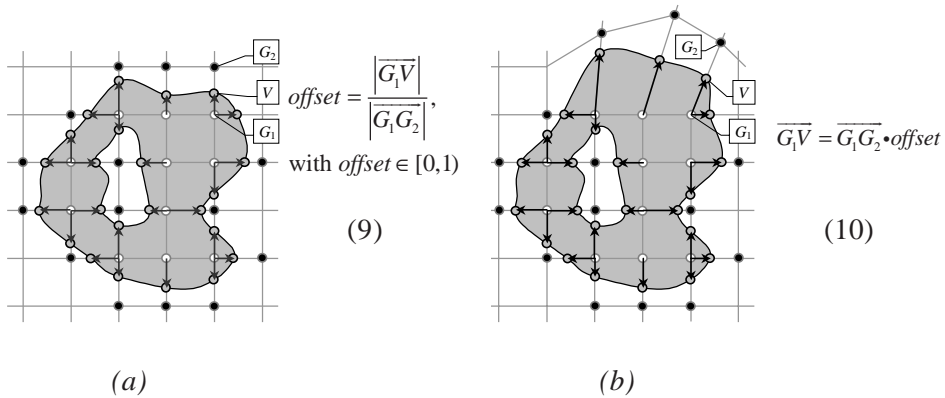 G₂
V
G₁
offset = |G₁V→| / |G₁G₂→|,
with offset ∈ [0,1)
(9)
(a)
G₂
V
G₁
G₁V→ = G₁G₂→ • offset
(10)
(b)